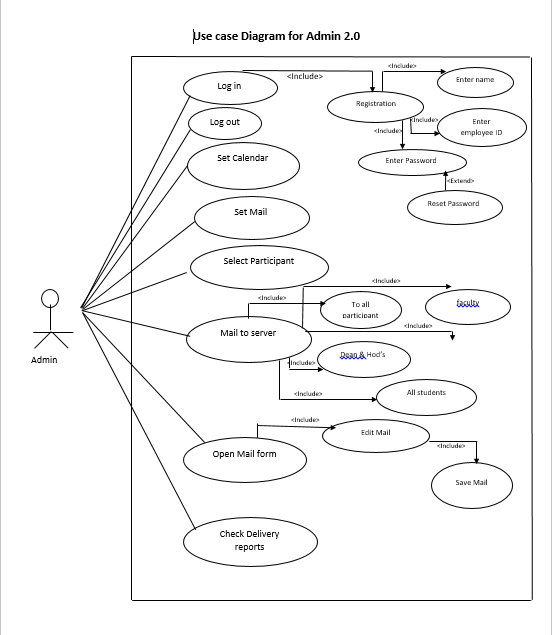 Use case Diagram for Admin 2.0
Log in
<Include>
<Include>
Enter name
Registration
Log out
<Include>
Enter
employee ID
<Include>
Set Calendar
Enter Password
<Extend>
Reset Password
Set Mail
Select Participant
<Include>
<Include>
To all
participant
faculty
Mail to server
<Include>
Dean & Hod's
<Include>
All students
<Include>
Admin
<Include>
Edit Mail
<Include>
Open Mail form
Save Mail
Check Delivery
reports